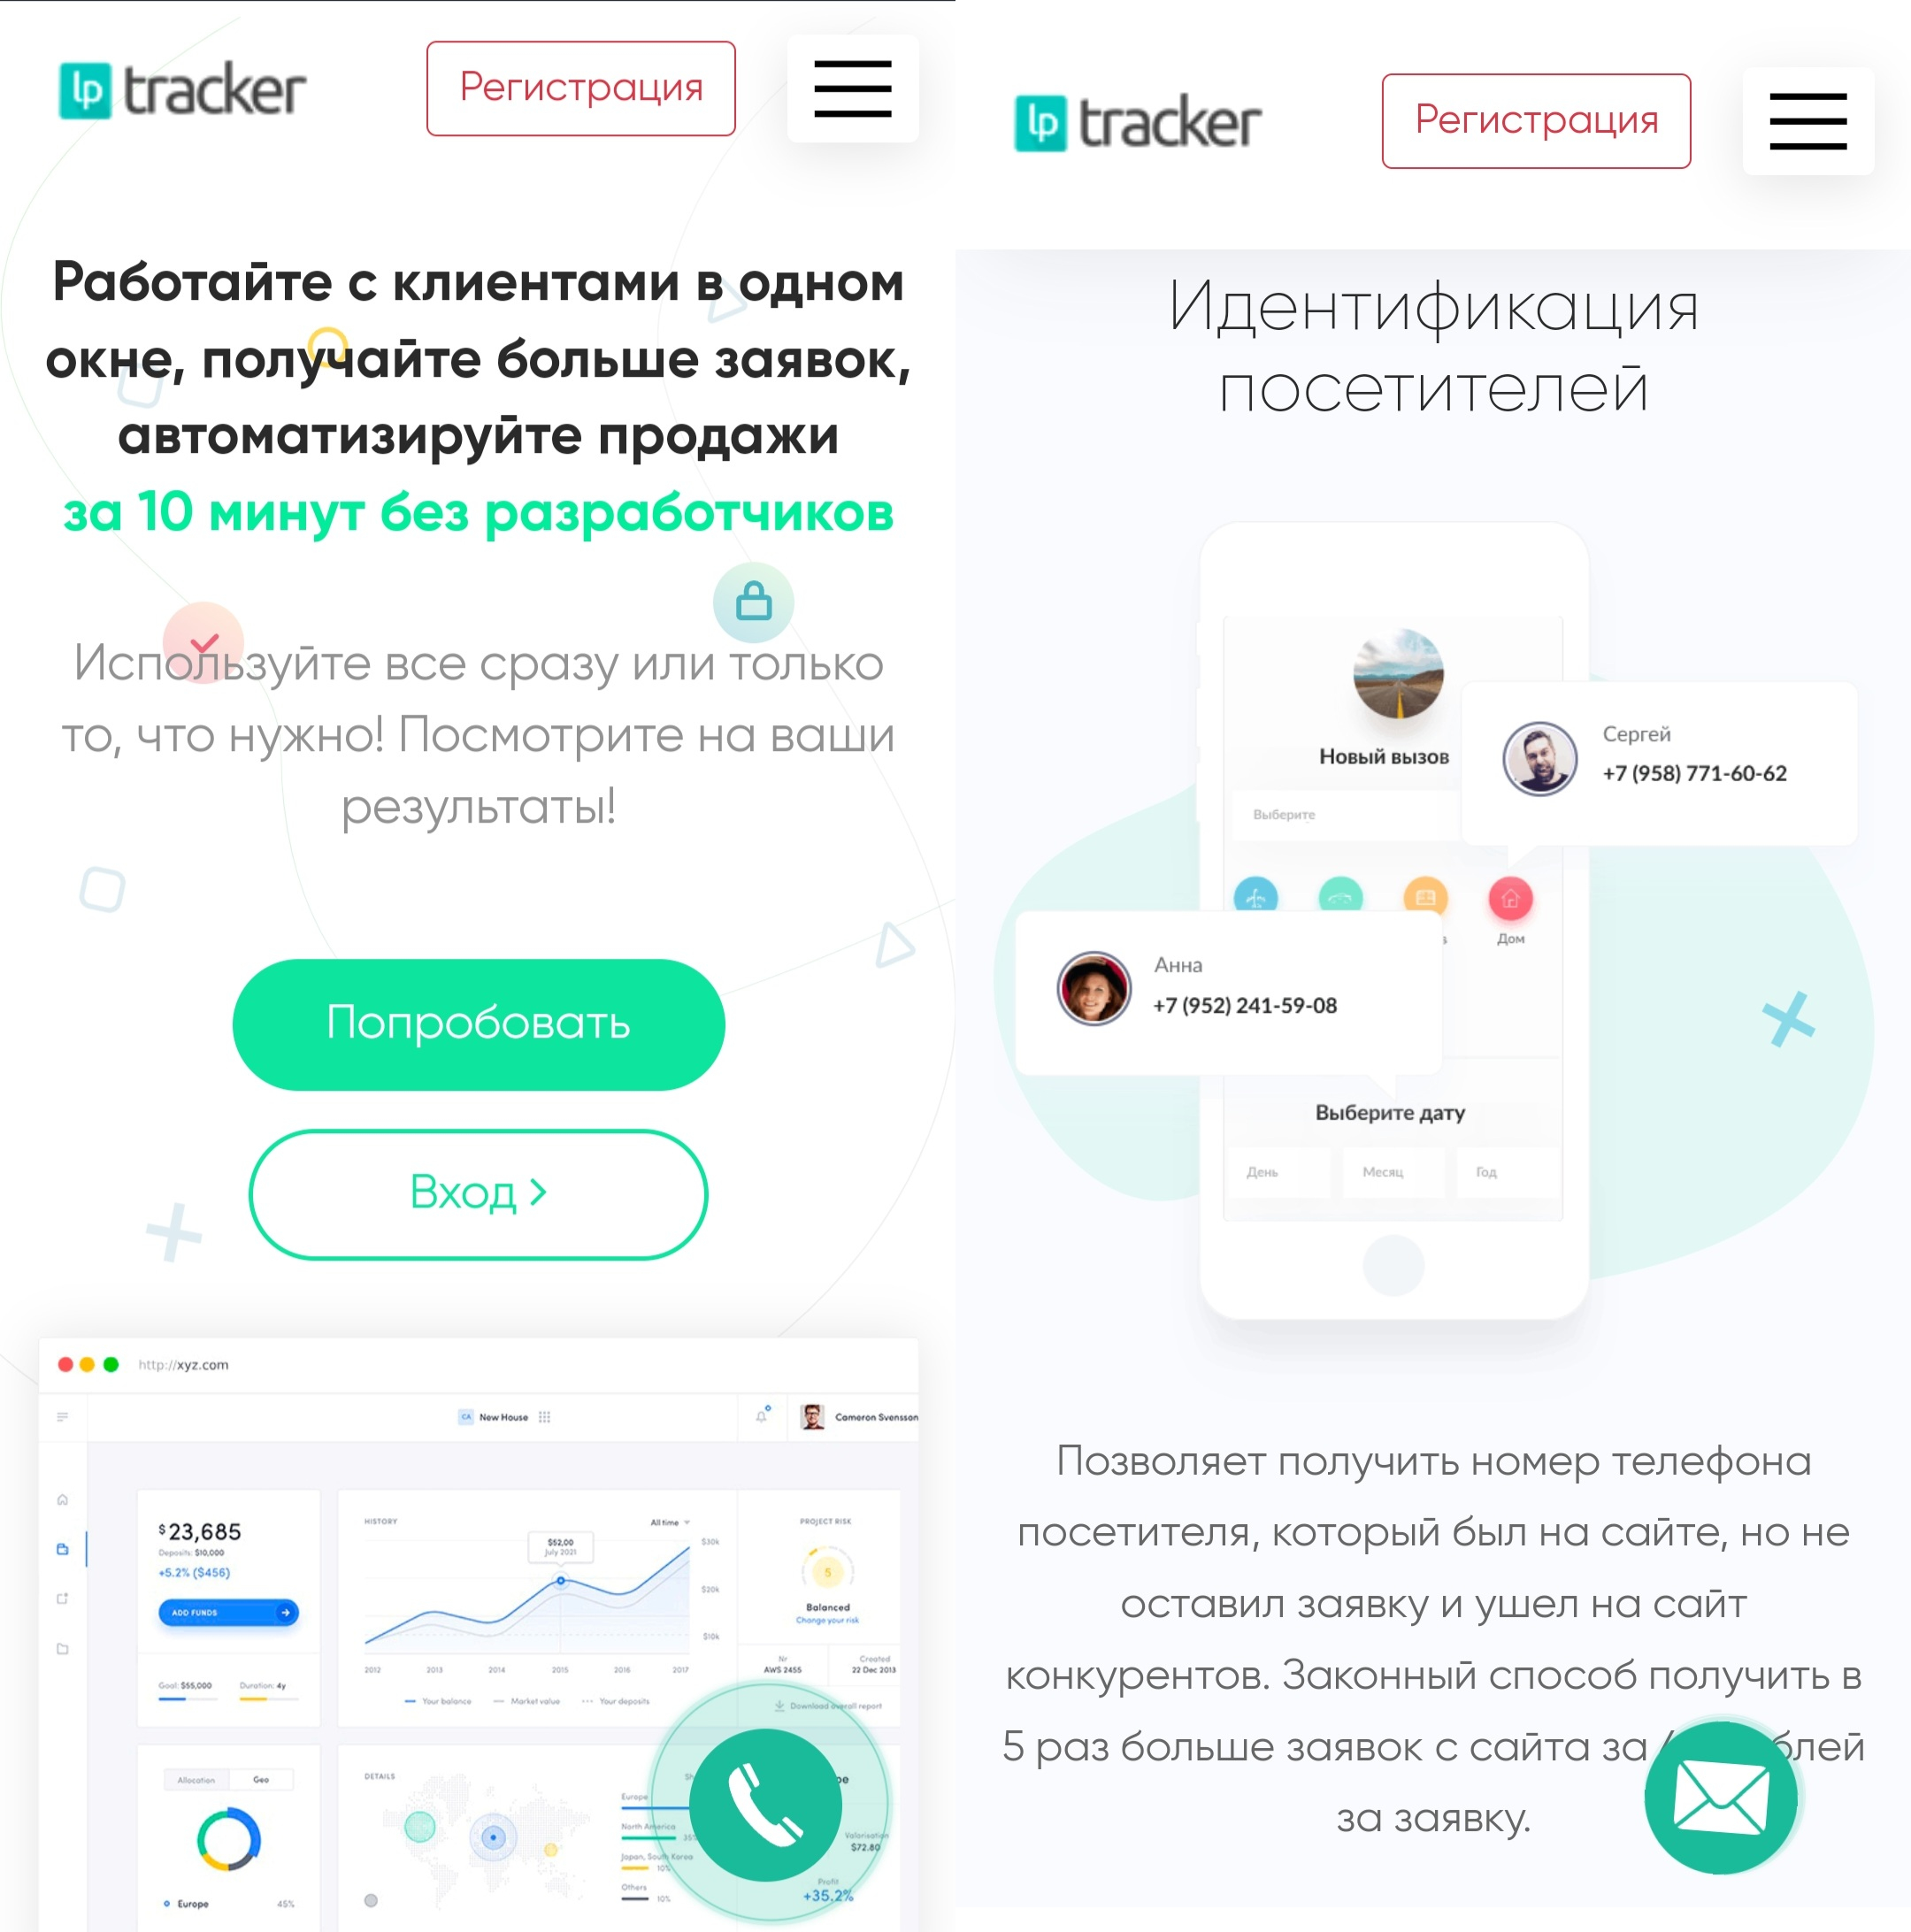 lp tracker
Регистрация
Работайте с клиентами в одном
окне, получайте больше заявок,
автоматизируйте продажи
за 10 минут без разработчиков
Используйте все сразу или только
то, что нужно! Посмотрите на ваши
результаты!
Попробовать
Вход >
http://xyz.com
CA New House
Cameron Svensson
$23,685
Deposits: $10,000
+5.2% ($456)
ADD FUNDS
Goal: $55,000 Duration: 4y
HISTORY
All time
$52,00
July 2021
$30k
$20k
$10k
2012 2013 2014 2015 2016 2017
Your balance Market value Your deposits
PROJECT RISK
5
Balanced
Change your risk
Nr
AWS 2455
Created
22 Dec 2013
Download overall report
Allocation Geo
Europe 45%
DETAILS
Europe
North America
35%
Japan, South Korea
10%
Others
10%
Valorisation
$72.80
Profit
+35.2%
lp tracker
Регистрация
Идентификация
посетителей
Новый вызов
Выберите
Сергей
+7 (958) 771-60-62
Дом
Анна
+7 (952) 241-59-08
Выберите дату
День Месяц Год
Позволяет получить номер телефона
посетителя, который был на сайте, но не
оставил заявку и ушел на сайт
конкурентов. Законный способ получить в
5 раз больше заявок с сайта за
за заявку.